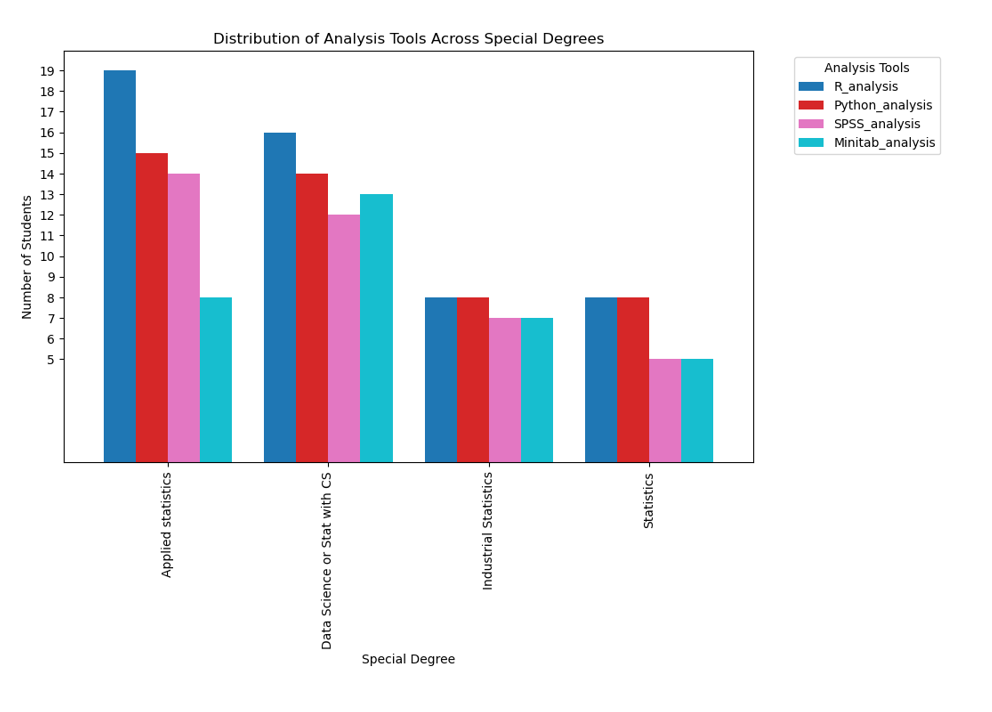 Distribution of Analysis Tools Across Special Degrees
Analysis Tools
R_analysis
Python_analysis
SPSS_analysis
Minitab_analysis
Number of Students
19
18
17
16
15
14
13
12
11
10
9
8
7
6
5
Applied statistics
Data Science or Stat with CS
Industrial Statistics
Statistics
Special Degree